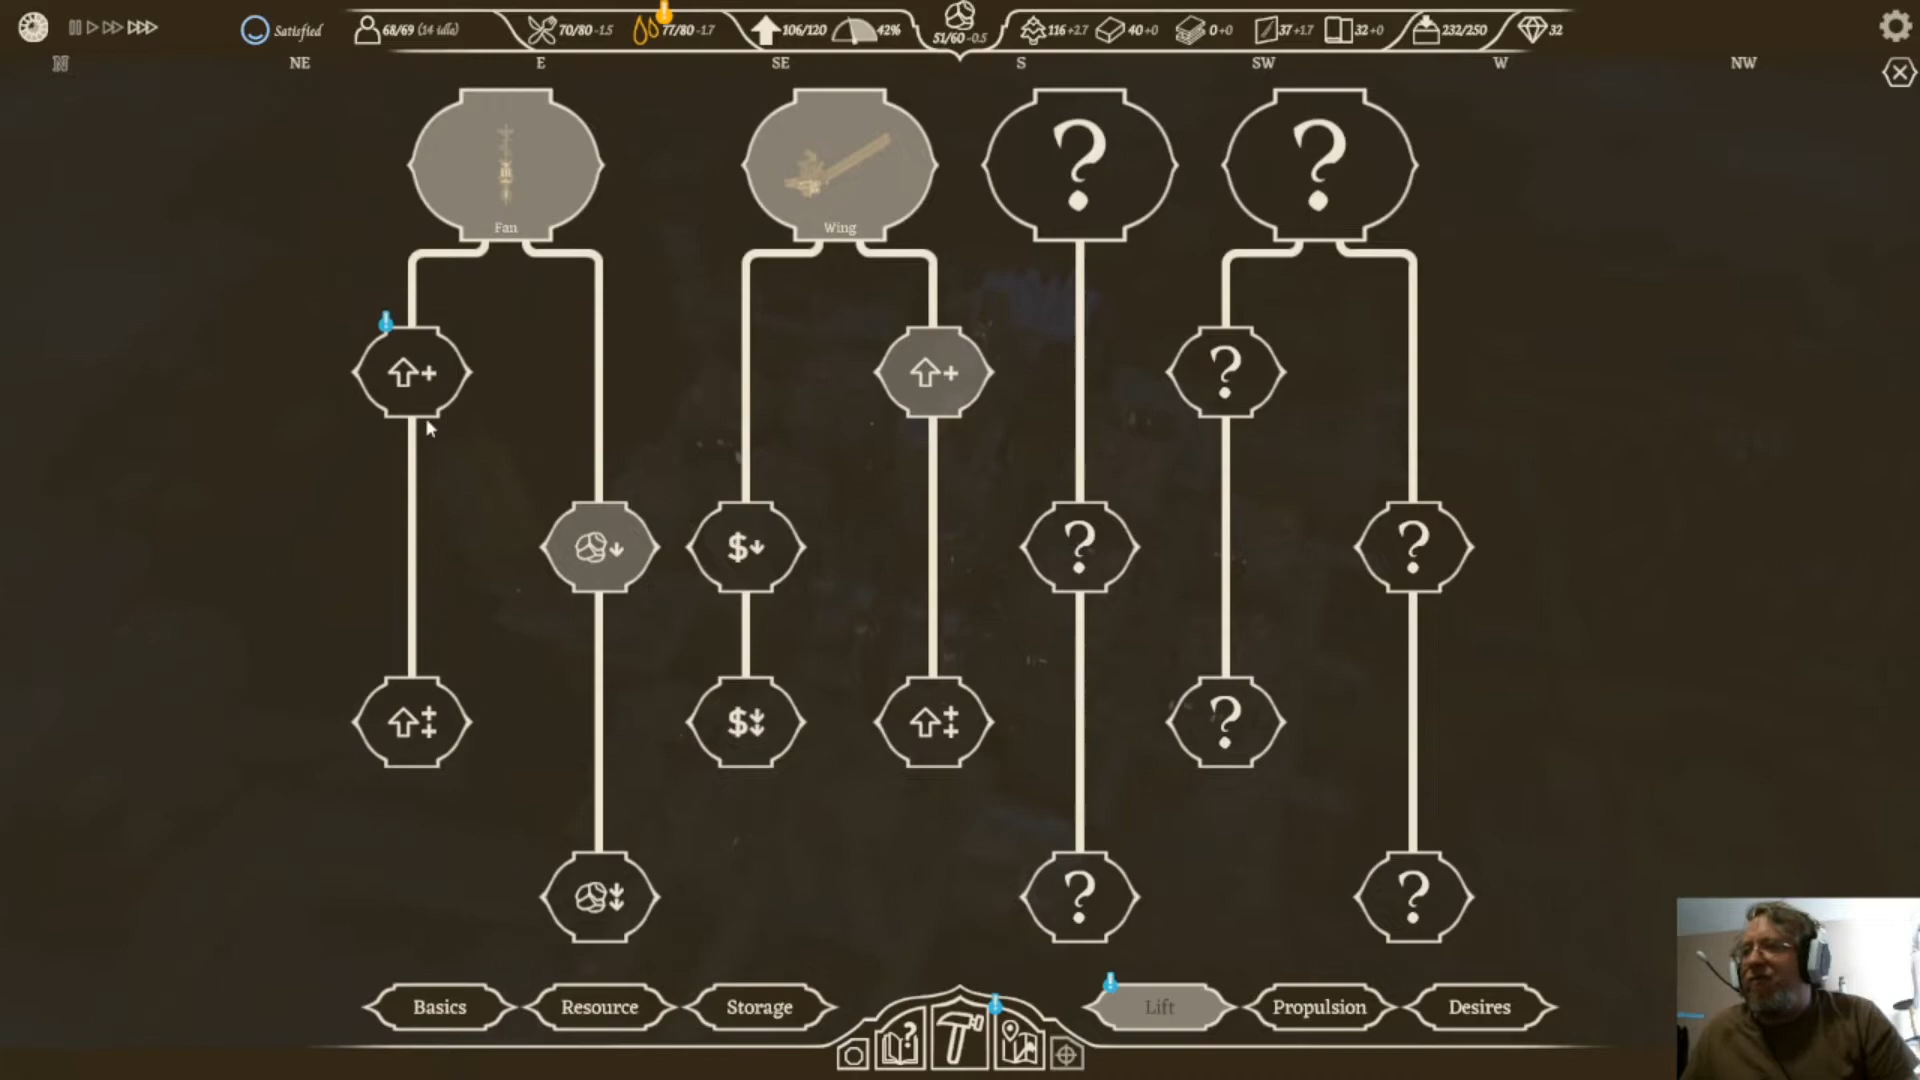 Satisfied 68/69 (14 idle) 70/80 -1.5 77/80 -1.7 106/120 42% 51/60 -0.5 116 +2.7 40 +0 0 +0 37 +1.7 32 +0 232/250 32
N NE E SE S SW W NW
? ?
Fan Wing
+ + ?
$ ? ?
$ ?
? ?
Basics Resource Storage Lift Propulsion Desires